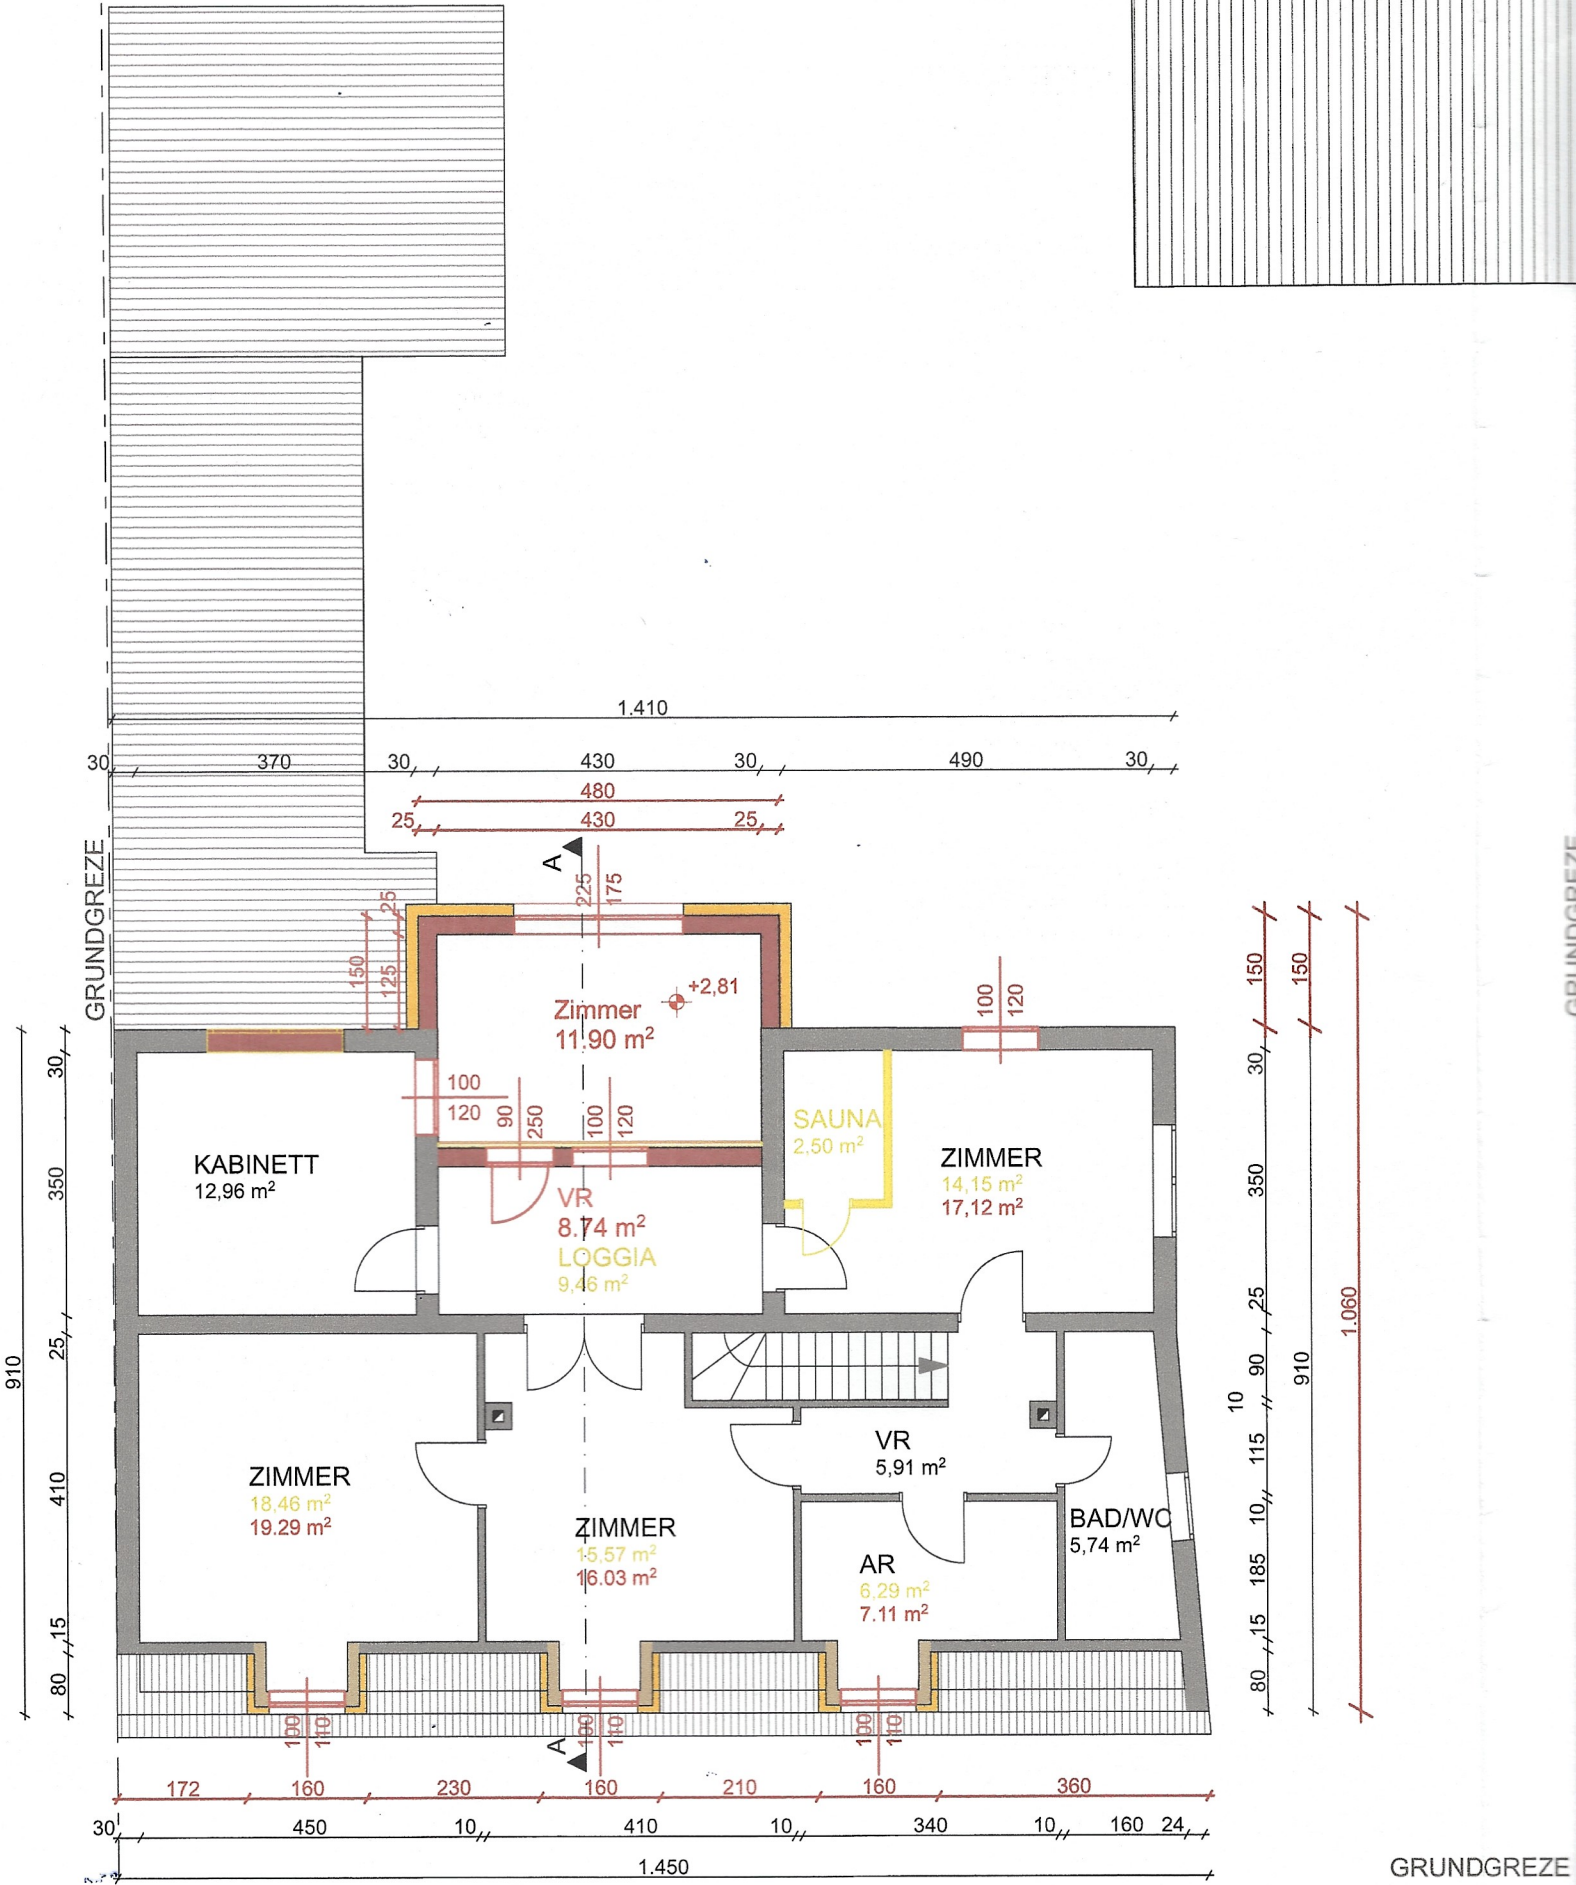 1.410
30 370 30 430 30 490 30
480
25 430 25
A
225
175
GRUNDGREZE
GRUNDGREZE
25
150
125
150
150
+2,81
Zimmer
11.90 m²
100
120
30
30
100
120
90
250
100
120
SAUNA
2.50 m²
KABINETT
12,96 m²
ZIMMER
14,15 m²
17,12 m²
350
350
VR
8.74 m²
LOGGIA
9,46 m²
25
25
1.060
910
910
90
10
115
VR
5,91 m²
ZIMMER
18,46 m²
19.29 m²
410
10
ZIMMER
15.57 m²
16.03 m²
BAD/WC
5,74 m²
AR
6.29 m²
7.11 m²
185
15
15
80
80
100
110
100
110
100
110
A
172 160 230 160 210 160 360
30 450 10 410 10 340 10 160 24
1.450
GRUNDGREZE